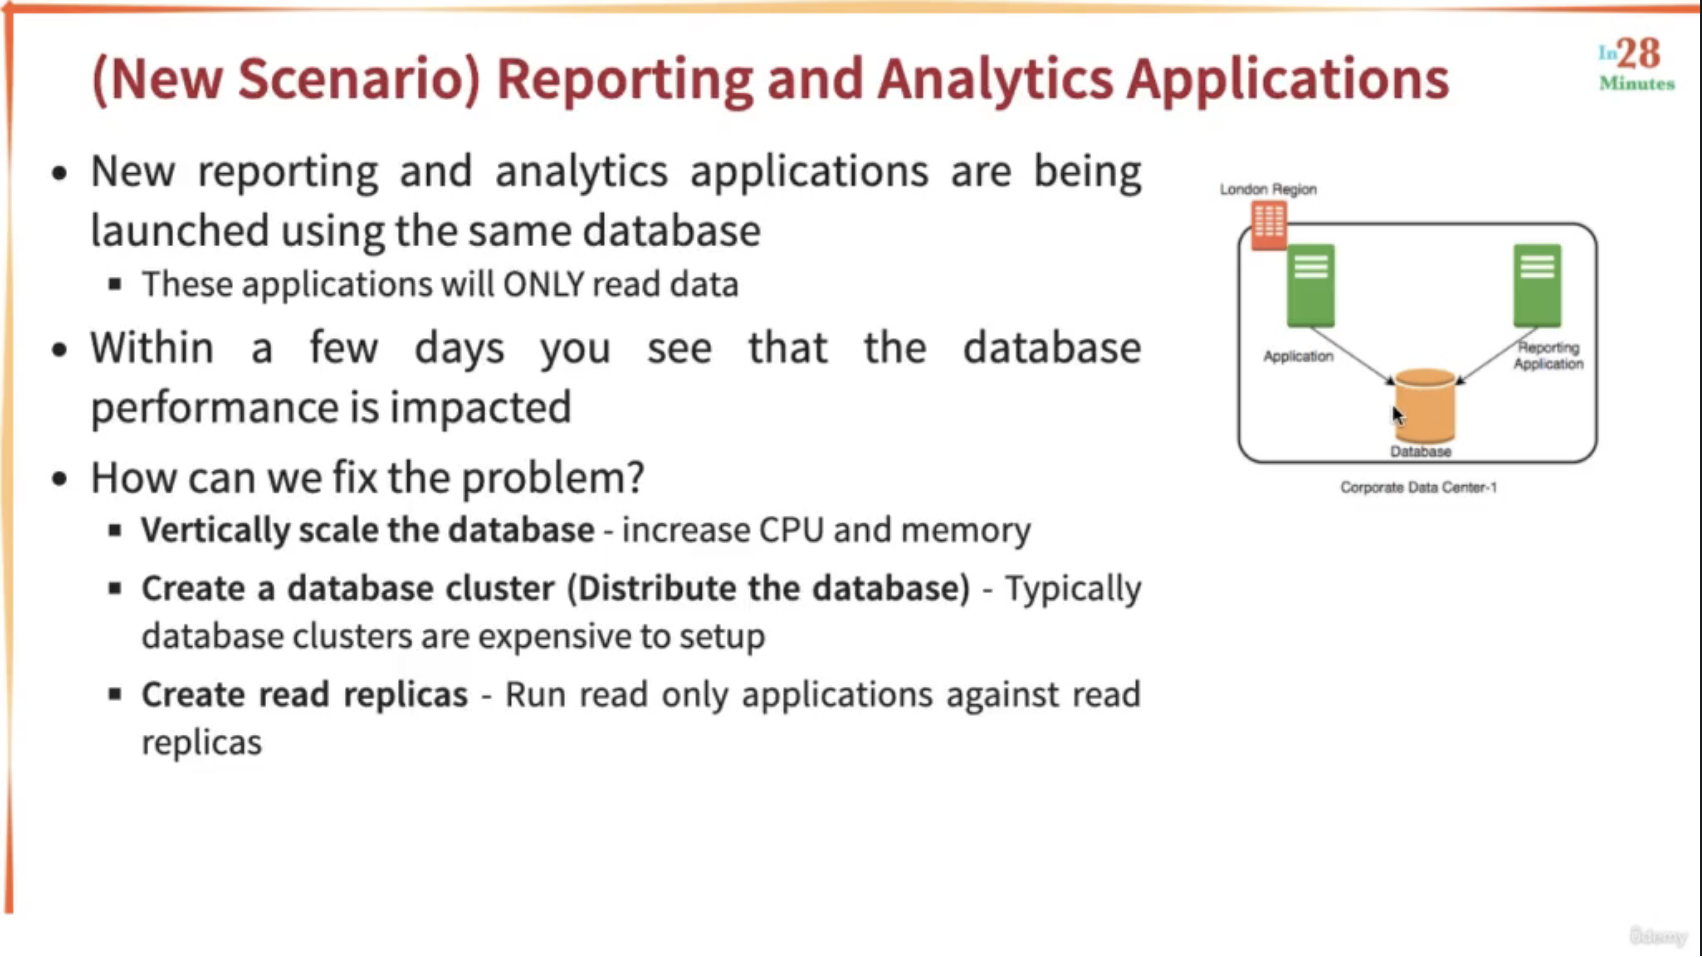 (New Scenario) Reporting and Analytics Applications
In28
Minutes
• New reporting and analytics applications are being
launched using the same database
▪ These applications will ONLY read data
• Within a few days you see that the database
performance is impacted
• How can we fix the problem?
▪ Vertically scale the database - increase CPU and memory
▪ Create a database cluster (Distribute the database) - Typically
database clusters are expensive to setup
▪ Create read replicas - Run read only applications against read
replicas
London Region
Application
Reporting
Application
Database
Corporate Data Center-1
ûdemy